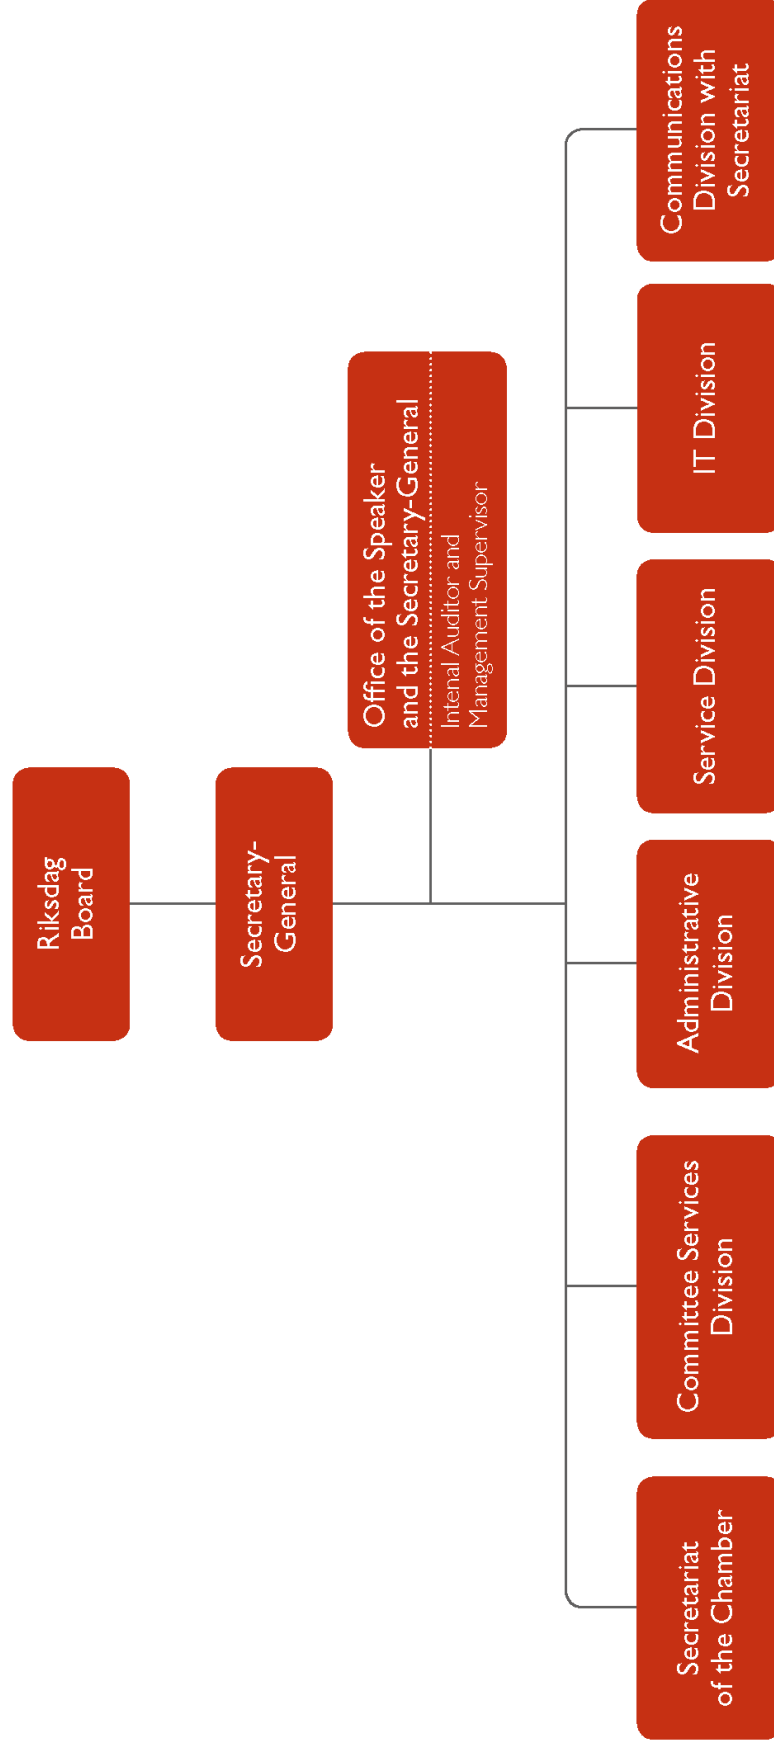 Riksdag
Board
Secretary-
General
Office of the Speaker
and the Secretary-General
Intenal Auditor and
Management Supervisor
Secretariat
of the Chamber
Committee Services
Division
Administrative
Division
Service Division
IT Division
Communications
Division with
Secretariat